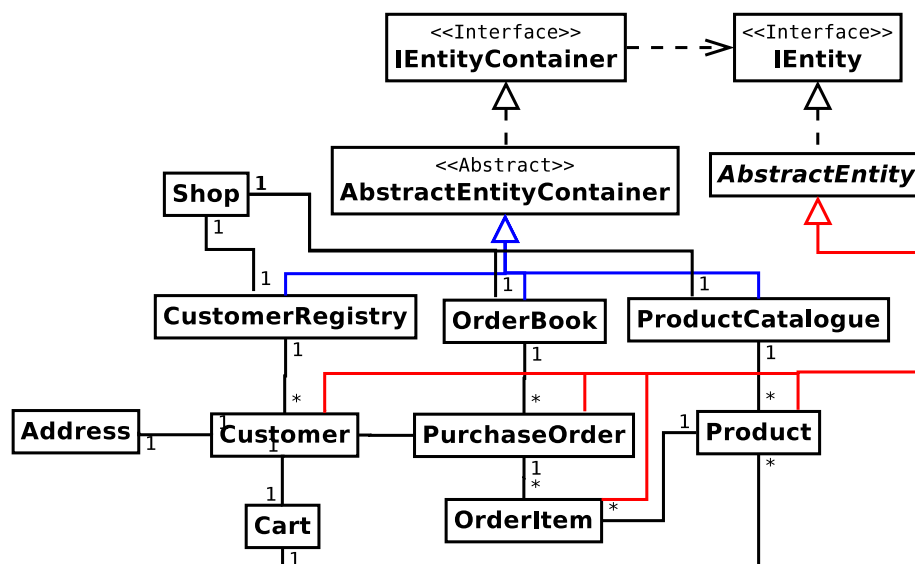 <<Interface>>
IEntityContainer
<<Interface>>
IEntity
<<Abstract>>
AbstractEntityContainer
AbstractEntity
Shop
1
1
1
1
1
CustomerRegistry
OrderBook
ProductCatalogue
1
1
1
*
*
*
Address
1
1
Customer
1
PurchaseOrder
1
Product
1
*
*
1
Cart
OrderItem
*
1